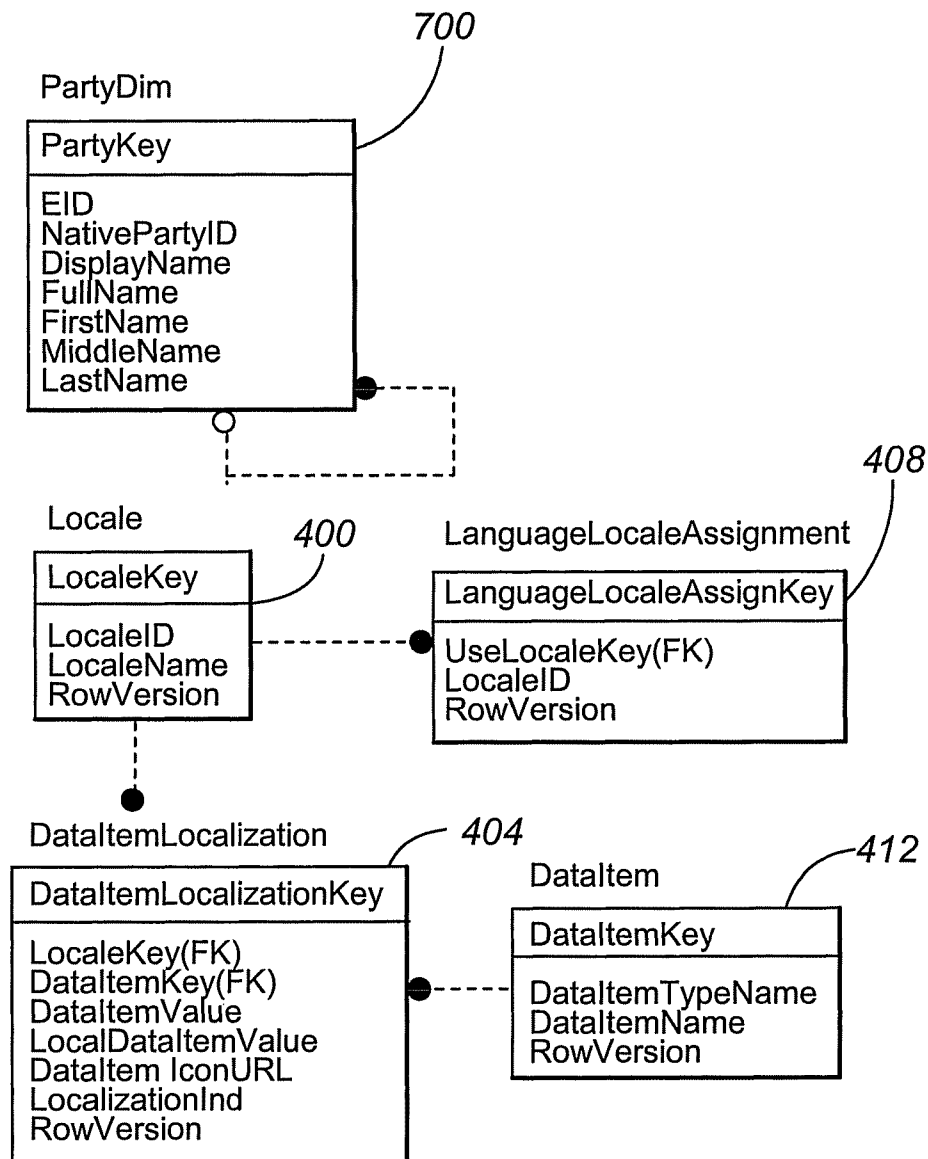 700
PartyDim
PartyKey
EID
NativePartyID
DisplayName
FullName
FirstName
MiddleName
LastName
408
Locale
400
LanguageLocaleAssignment
LocaleKey
LanguageLocaleAssignKey
LocaleID
LocaleName
RowVersion
UseLocaleKey(FK)
LocaleID
RowVersion
DataItemLocalization
404
412
DataItem
DataItemLocalizationKey
DataItemKey
LocaleKey(FK)
DataItemKey(FK)
DataItemValue
LocalDataItemValue
DataItem IconURL
LocalizationInd
RowVersion
DataItemTypeName
DataItemName
RowVersion